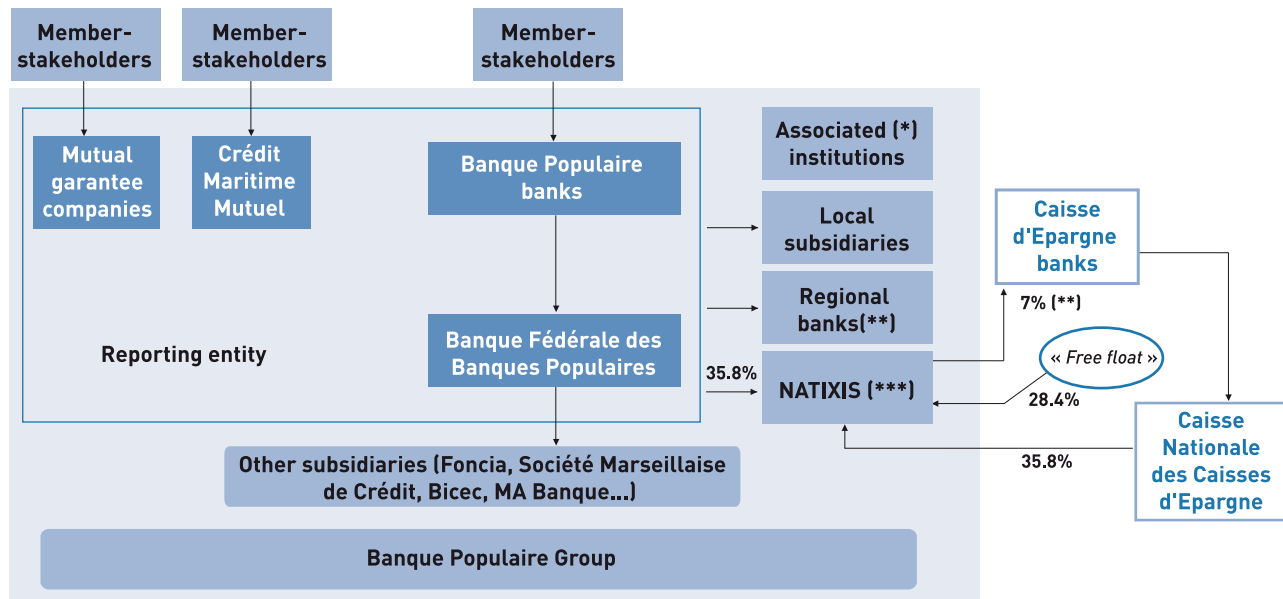 Member-
stakeholders
Member-
stakeholders
Member-
stakeholders
Mutual
garantee
companies
Crédit
Maritime
Mutuel
Banque Populaire
banks
Associated (*)
institutions
Local
subsidiaries
Regional
banks(**)
Caisse
d'Epargne
banks
7% (**)
Reporting entity
Banque Fédérale des
Banques Populaires
35.8%
NATIXIS (***)
« Free float »
28.4%
35.8%
Caisse
Nationale
des Caisses
d'Epargne
Other subsidiaries (Foncia, Société Marseillaise
de Crédit, Bicec, MA Banque...)
Banque Populaire Group